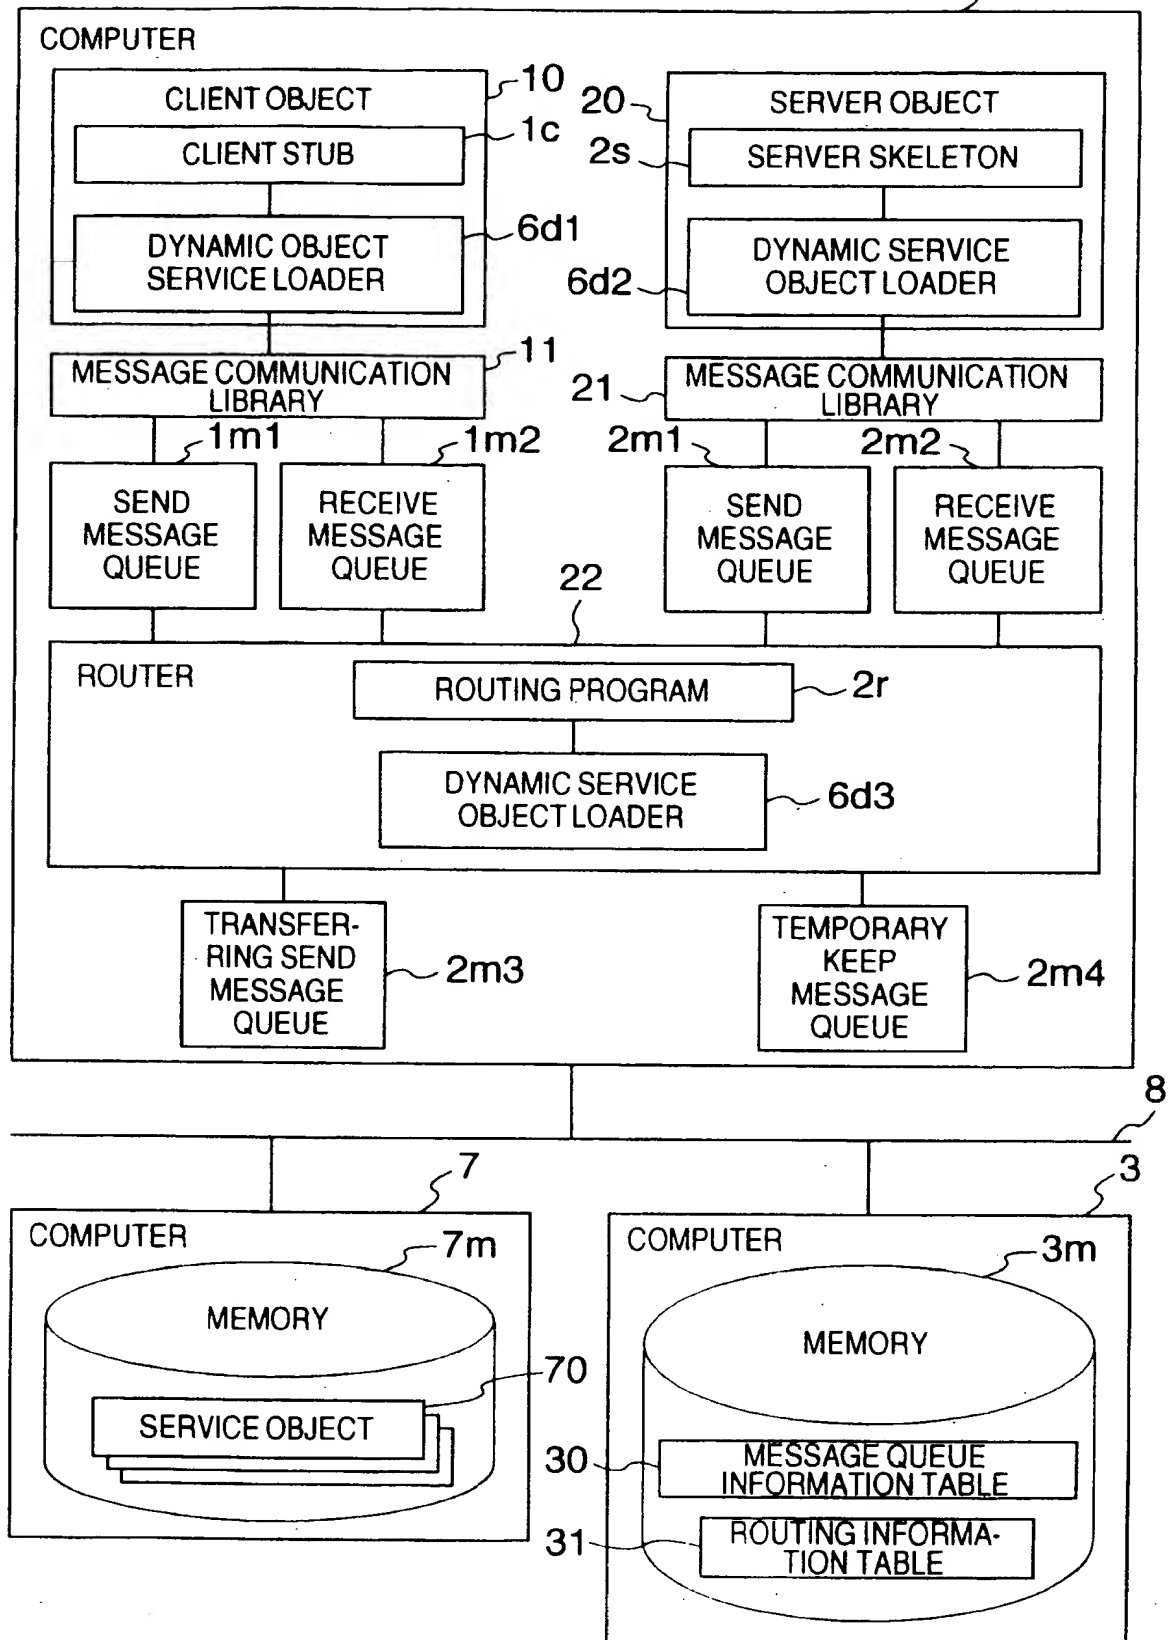 COMPUTER
CLIENT OBJECT
10
CLIENT STUB
1c
DYNAMIC OBJECT
SERVICE LOADER
6d1
20
SERVER OBJECT
2s
SERVER SKELETON
6d2
DYNAMIC SERVICE
OBJECT LOADER
MESSAGE COMMUNICATION
LIBRARY
11
21
MESSAGE COMMUNICATION
LIBRARY
1m1
1m2
2m1
2m2
SEND
MESSAGE
QUEUE
RECEIVE
MESSAGE
QUEUE
SEND
MESSAGE
QUEUE
RECEIVE
MESSAGE
QUEUE
22
ROUTER
ROUTING PROGRAM
2r
DYNAMIC SERVICE
OBJECT LOADER
6d3
TRANSFER-
RING SEND
MESSAGE
QUEUE
2m3
TEMPORARY
KEEP
MESSAGE
QUEUE
2m4
8
7
COMPUTER
7m
MEMORY
70
SERVICE OBJECT
3
COMPUTER
3m
MEMORY
30
MESSAGE QUEUE
INFORMATION TABLE
31
ROUTING INFORMA-
TION TABLE